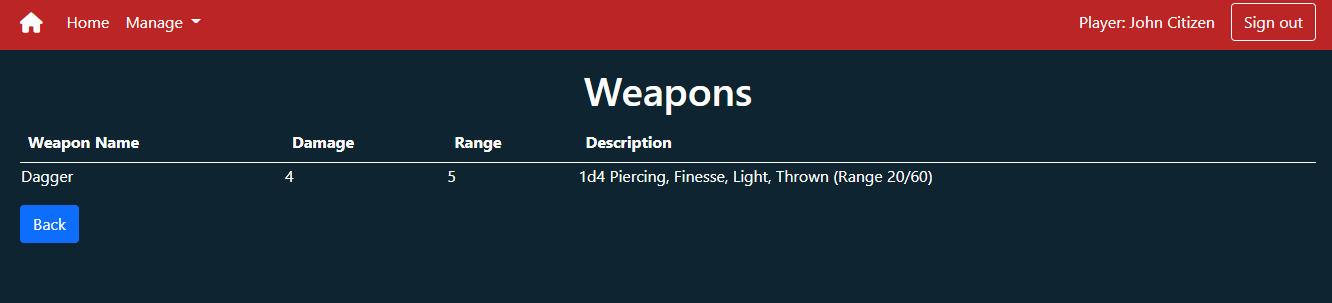 Home Manage Player: John Citizen Sign out
Weapons
Weapon Name Damage Range Description
Dagger 4 5 1d4 Piercing, Finesse, Light, Thrown (Range 20/60)
Back